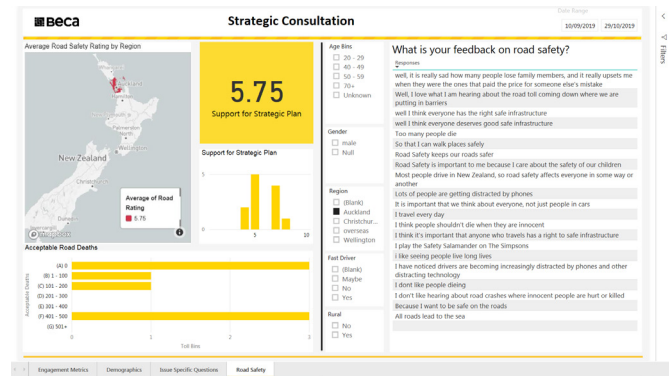 Beca
Strategic Consultation
Date Range
10/09/2019 29/10/2019
Filters
Average Road Safety Rating by Region
Auckland
Hamilton
Palmerston
North
Wellington
New Zealand
Christchurch
Dunedin
Invercargill
mapbox
Average of Road
Rating
5.75
5.75
Support for Strategic Plan
Support for Strategic Plan
5
0
5 10
Acceptable Road Deaths
Acceptable Deaths
(A) 0
(B) 1 - 100
(C) 101 - 200
(D) 201 - 300
(E) 301 - 400
(F) 401 - 500
(G) 501+
0 1 2 3
Toll Bins
Age Bins
20 - 29
40 - 49
50 - 59
70+
Unknown
Gender
male
Null
Region
(Blank)
Auckland
Christchur...
overseas
Wellington
Fast Driver
(Blank)
Maybe
No
Yes
Rural
No
Yes
What is your feedback on road safety?
Responses
well, it is really sad how many people lose family members, and it really upsets me
when they were the ones that paid the price for someone else's mistake
Well, I love what I am hearing about the road toll coming down where we are
putting in barriers
well I think everyone has the right safe infrastructure
well I think everyone deserves good safe infrastructure
Too many people die
So that I can walk places safely
Road Safety keeps our roads safer
Road Safety is important to me because I care about the safety of our children
Most people drive in New Zealand, so road safety affects everyone in some way or
another
Lots of people are getting distracted by phones
It is important that we think about everyone, not just people in cars
I travel every day
I think people shouldn't die when they are innocent
I think it's important that anyone who travels has a right to safe infrastructure
I play the Safety Salamander on The Simpsons
i like seeing people live long lives
I have noticed drivers are becoming increasingly distracted by phones and other
distracting technology
I dont like people dieing
I don't like hearing about road crashes where innocent people are hurt or killed
Because I want to be safe on the roads
All roads lead to the sea
Engagement Metrics
Demographics
Issue Specific Questions
Road Safety